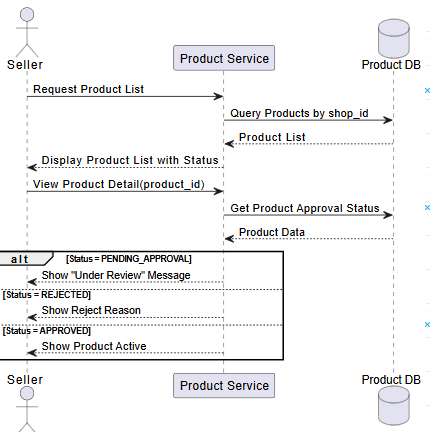 Seller
Product Service
Product DB
Request Product List
Query Products by shop_id
Product List
Display Product List with Status
View Product Detail(product_id)
Get Product Approval Status
Product Data
alt [Status = PENDING_APPROVAL]
Show "Under Review" Message
[Status = REJECTED]
Show Reject Reason
[Status = APPROVED]
Show Product Active
Seller
Product Service
Product DB